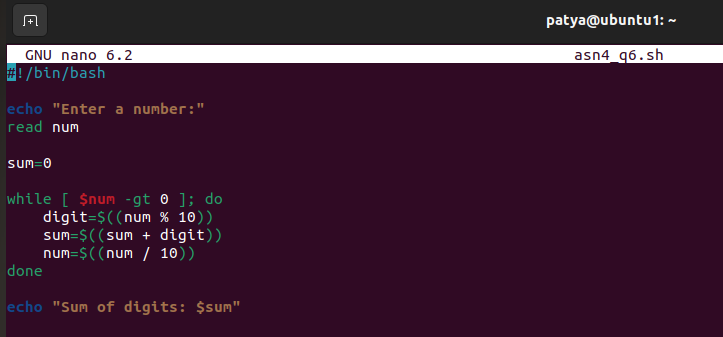 patya@ubuntu1: ~
GNU nano 6.2 asn4_q6.sh
#!/bin/bash

echo "Enter a number:"
read num

sum=0

while [ $num -gt 0 ]; do
    digit=$((num % 10))
    sum=$((sum + digit))
    num=$((num / 10))
done

echo "Sum of digits: $sum"